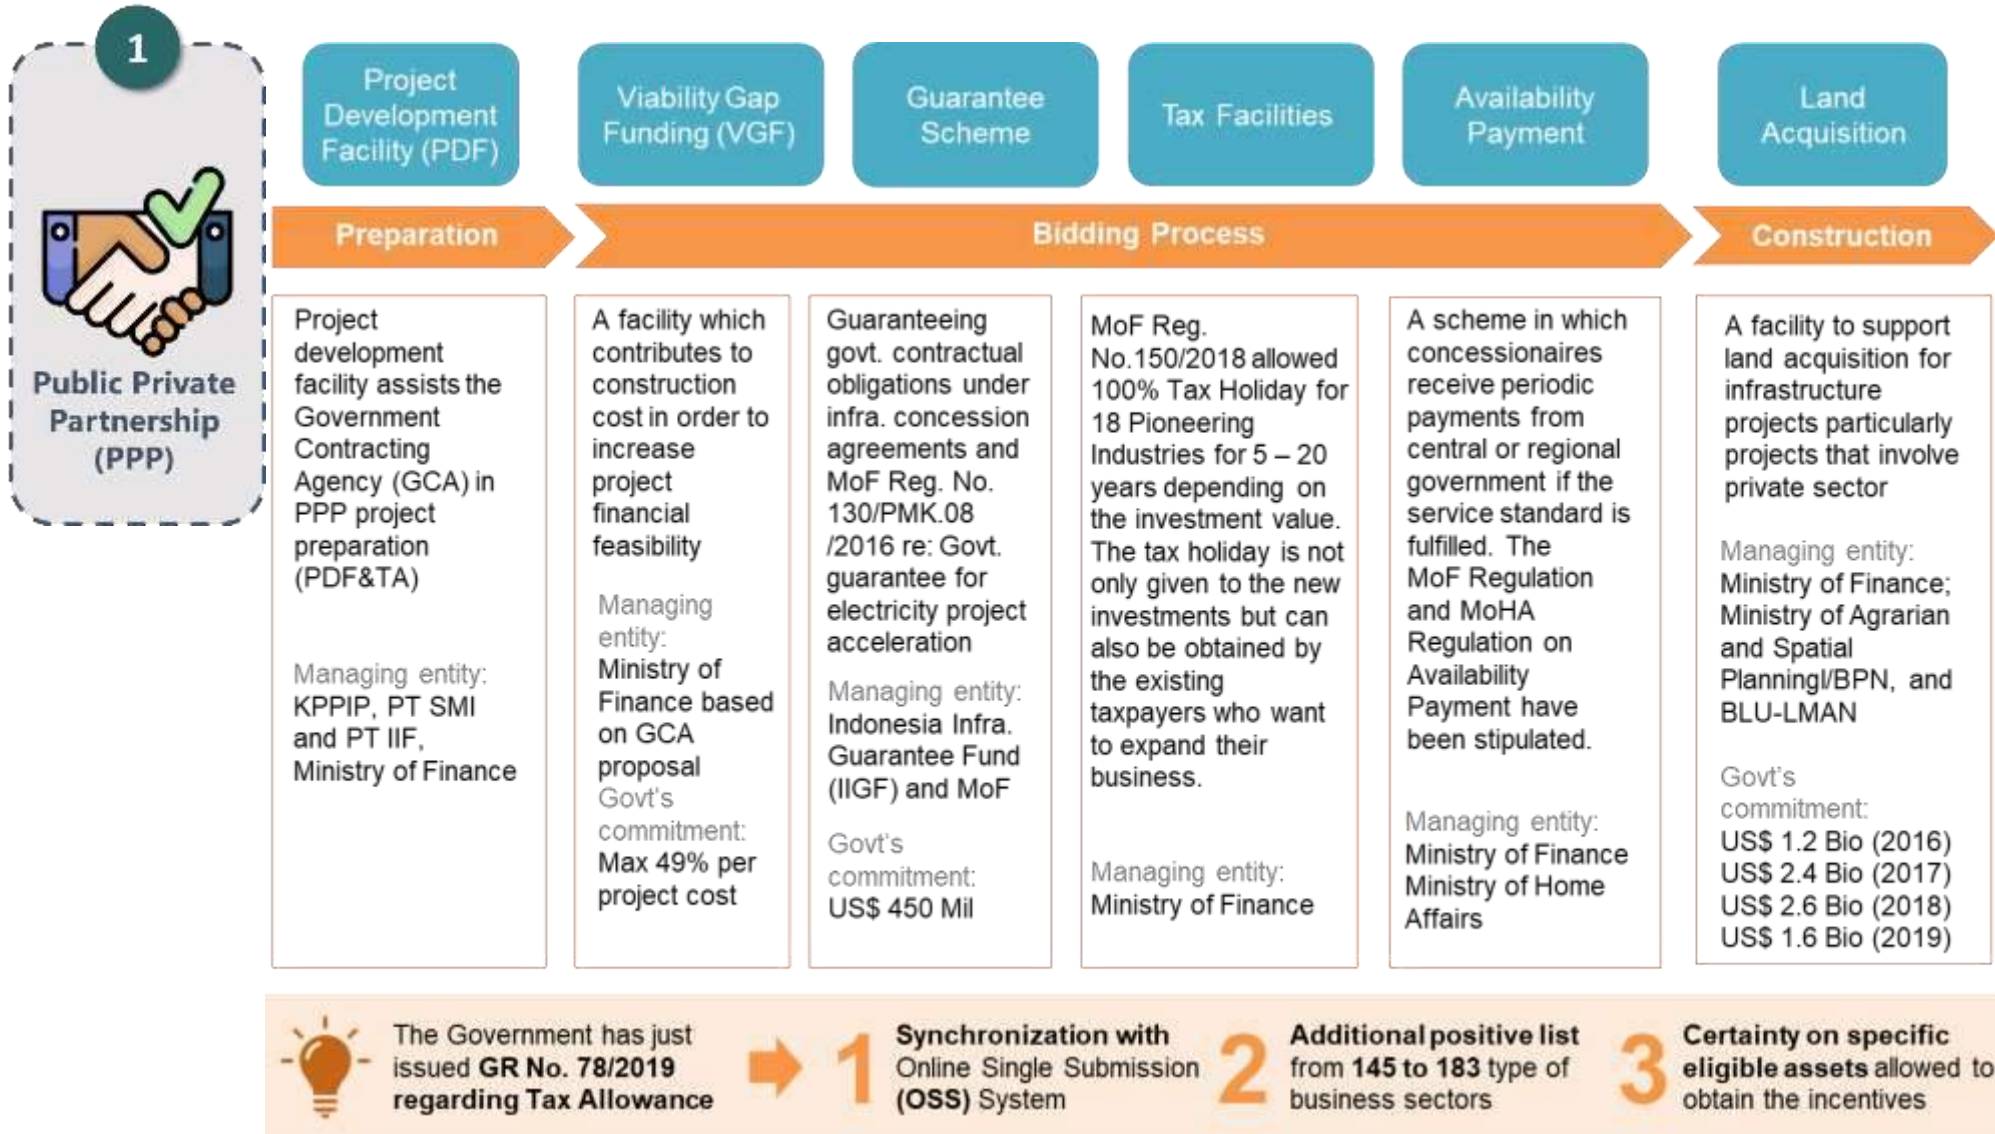 1
Public Private
Partnership
(PPP)
Project
Development
Facility (PDF)
Viability Gap
Funding (VGF)
Guarantee
Scheme
Tax Facilities
Availability
Payment
Land
Acquisition
Preparation
Bidding Process
Construction
Project
development
facility assists the
Government
Contracting
Agency (GCA) in
PPP project
preparation
(PDF&TA)
Managing entity:
KPPIP, PT SMI
and PT IIF,
Ministry of Finance
A facility which
contributes to
construction
cost in order to
increase
project
financial
feasibility
Managing
entity:
Ministry of
Finance based
on GCA
proposal
Govt's
commitment:
Max 49% per
project cost
Guaranteeing
govt. contractual
obligations under
infra. concession
agreements and
MoF Reg. No.
130/PMK.08
/2016 re: Govt.
guarantee for
electricity project
acceleration
Managing entity:
Indonesia Infra.
Guarantee Fund
(IIGF) and MoF
Govt's
commitment:
US$ 450 Mil
MoF Reg.
No.150/2018 allowed
100% Tax Holiday for
18 Pioneering
Industries for 5 – 20
years depending on
the investment value.
The tax holiday is not
only given to the new
investments but can
also be obtained by
the existing
taxpayers who want
to expand their
business.
Managing entity:
Ministry of Finance
A scheme in which
concessionaires
receive periodic
payments from
central or regional
government if the
service standard is
fulfilled. The
MoF Regulation
and MoHA
Regulation on
Availability
Payment have
been stipulated.
Managing entity:
Ministry of Finance
Ministry of Home
Affairs
A facility to support
land acquisition for
infrastructure
projects particularly
projects that involve
private sector
Managing entity:
Ministry of Finance;
Ministry of Agrarian
and Spatial
Planningl/BPN, and
BLU-LMAN
Govt's
commitment:
US$ 1.2 Bio (2016)
US$ 2.4 Bio (2017)
US$ 2.6 Bio (2018)
US$ 1.6 Bio (2019)
The Government has just
issued GR No. 78/2019
regarding Tax Allowance
1
Synchronization with
Online Single Submission
(OSS) System
2
Additional positive list
from 145 to 183 type of
business sectors
3
Certainty on specific
eligible assets allowed to
obtain the incentives